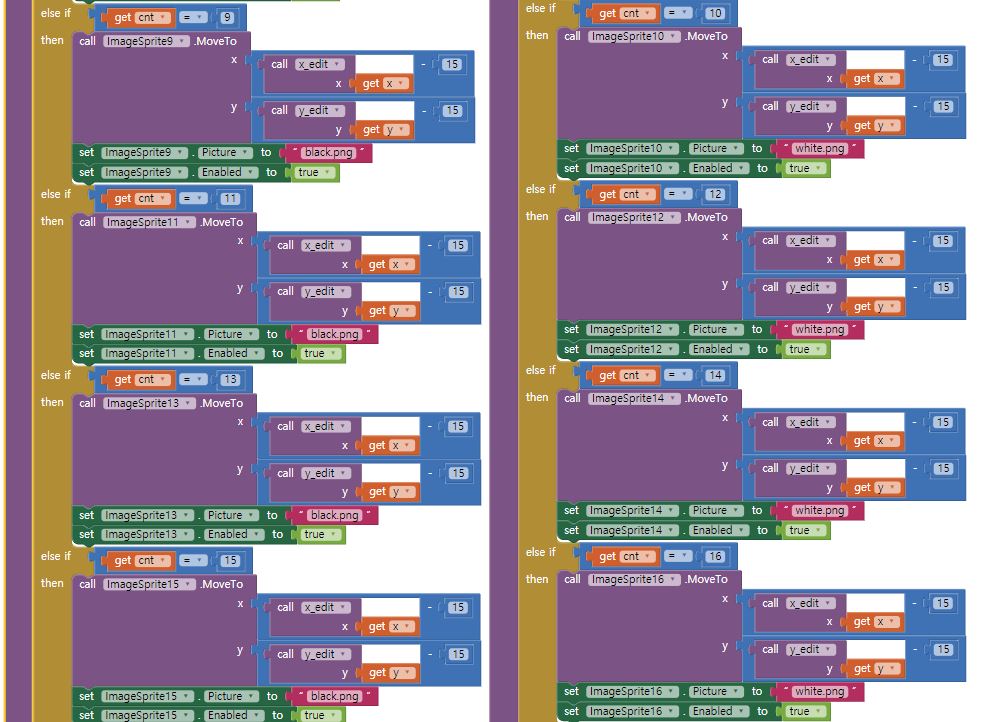 else if get cnt = 9
then call ImageSprite9 .MoveTo
x call x_edit - 15
x get x
y call y_edit - 15
y get y
set ImageSprite9 . Picture to " black.png "
set ImageSprite9 . Enabled to true
else if get cnt = 11
then call ImageSprite11 .MoveTo
x call x_edit - 15
x get x
y call y_edit - 15
y get y
set ImageSprite11 . Picture to " black.png "
set ImageSprite11 . Enabled to true
else if get cnt = 13
then call ImageSprite13 .MoveTo
x call x_edit - 15
x get x
y call y_edit - 15
y get y
set ImageSprite13 . Picture to " black.png "
set ImageSprite13 . Enabled to true
else if get cnt = 15
then call ImageSprite15 .MoveTo
x call x_edit - 15
x get x
y call y_edit - 15
y get y
set ImageSprite15 . Picture to " black.png "
set ImageSprite15 . Enabled to true
else if get cnt = 10
then call ImageSprite10 .MoveTo
x call x_edit - 15
x get x
y call y_edit - 15
y get y
set ImageSprite10 . Picture to " white.png "
set ImageSprite10 . Enabled to true
else if get cnt = 12
then call ImageSprite12 .MoveTo
x call x_edit - 15
x get x
y call y_edit - 15
y get y
set ImageSprite12 . Picture to " white.png "
set ImageSprite12 . Enabled to true
else if get cnt = 14
then call ImageSprite14 .MoveTo
x call x_edit - 15
x get x
y call y_edit - 15
y get y
set ImageSprite14 . Picture to " white.png "
set ImageSprite14 . Enabled to true
else if get cnt = 16
then call ImageSprite16 .MoveTo
x call x_edit - 15
x get x
y call y_edit - 15
y get y
set ImageSprite16 . Picture to " white.png "
set ImageSprite16 . Enabled to true